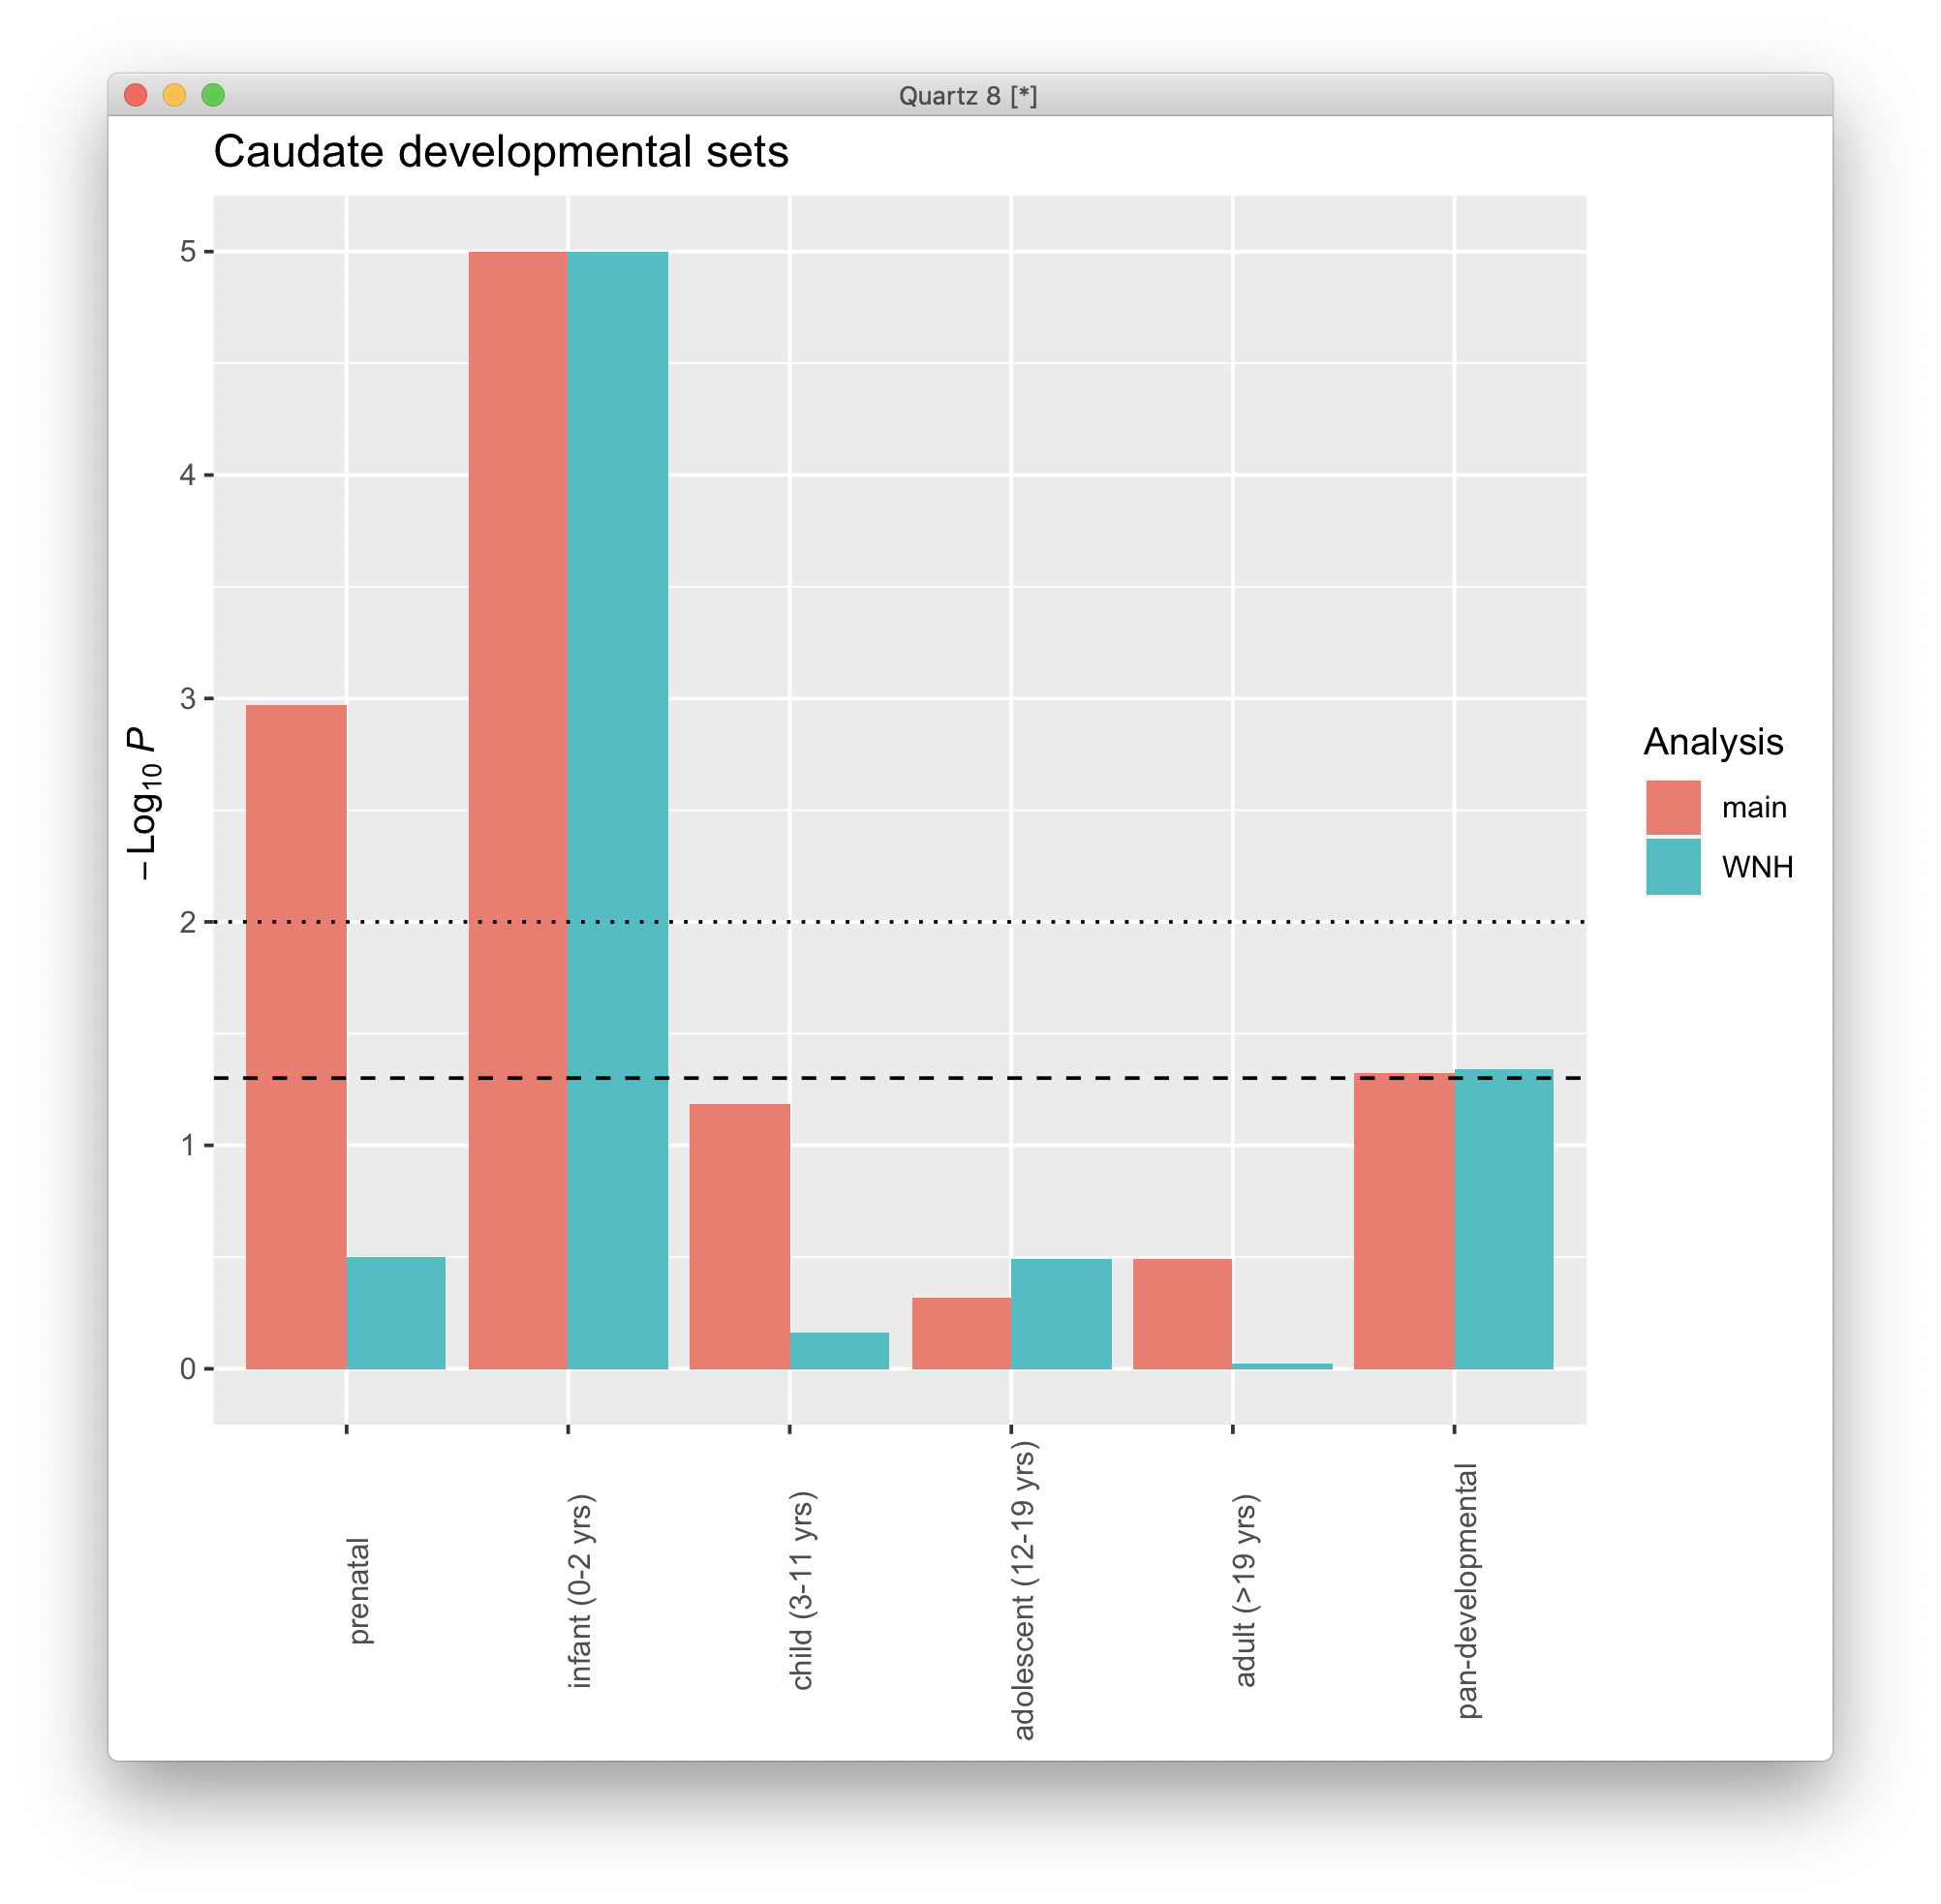 Quartz 8 [*]
Caudate developmental sets
5
4
3
2
1
0
−Log₁₀ P
prenatal
infant (0-2 yrs)
child (3-11 yrs)
adolescent (12-19 yrs)
adult (>19 yrs)
pan-developmental
Analysis
main
WNH